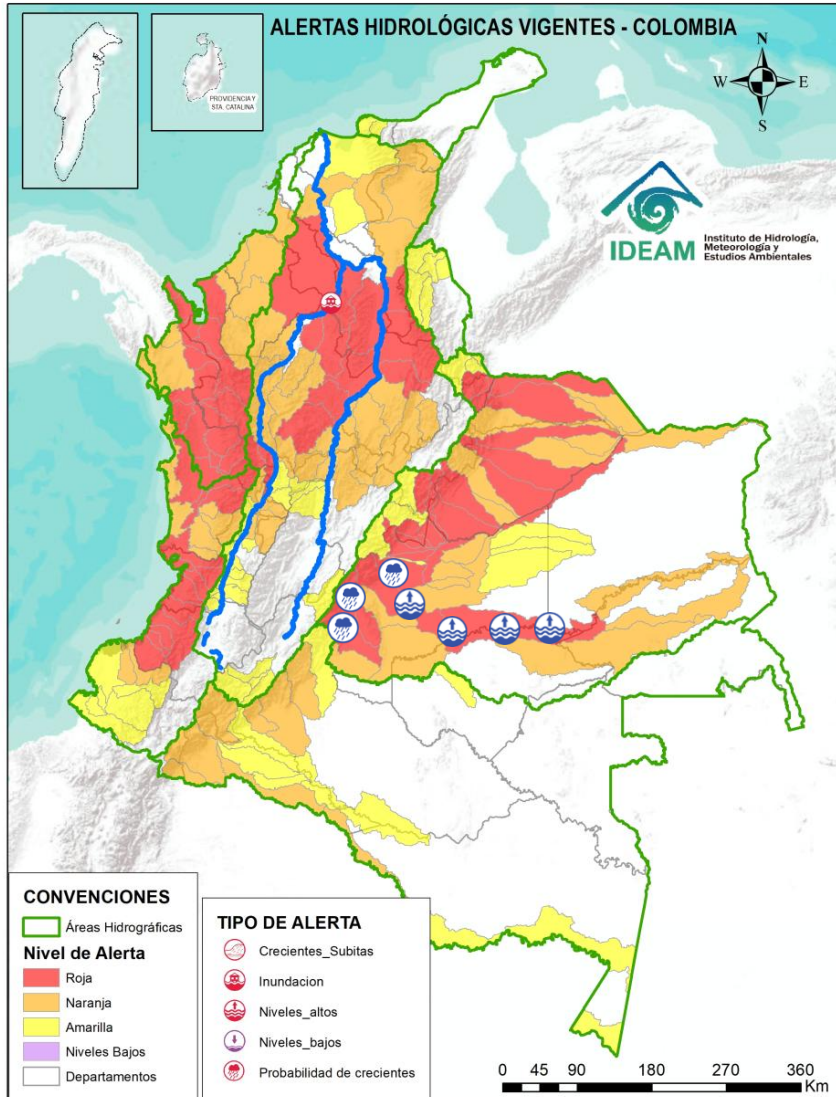 ALERTAS HIDROLÓGICAS VIGENTES - COLOMBIA
PROVIDENCIA Y
STA. CATALINA
N
W
E
S
IDEAM
Instituto de Hidrología,
Meteorología y
Estudios Ambientales
CONVENCIONES
Áreas Hidrográficas
Nivel de Alerta
Roja
Naranja
Amarilla
Niveles Bajos
Departamentos
TIPO DE ALERTA
Crecientes_Subitas
Inundacion
Niveles_altos
Niveles_bajos
Probabilidad de crecientes
0 45 90 180 270 360
Km